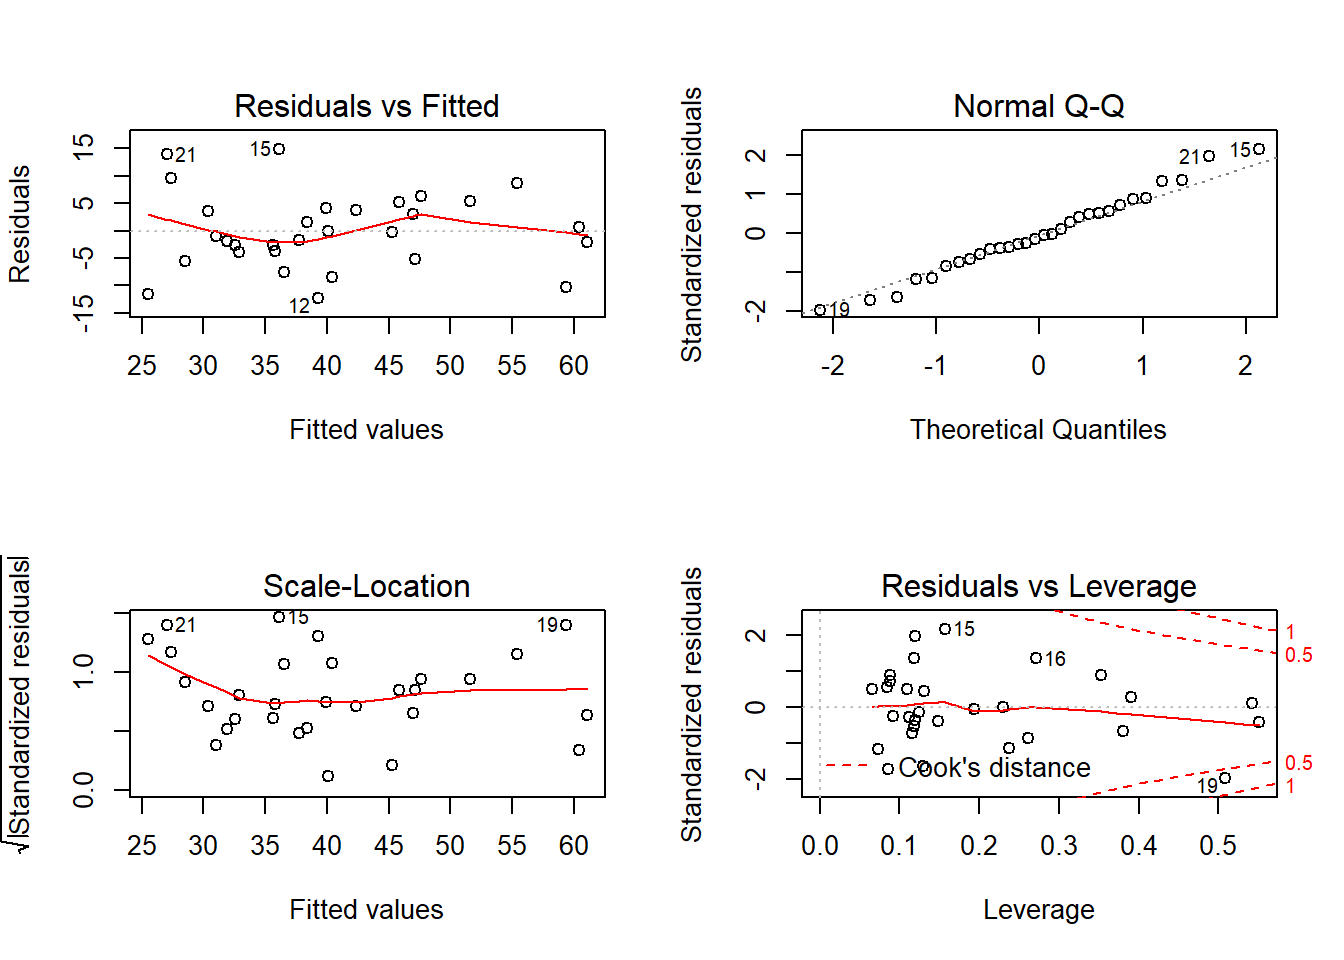 Residuals vs Fitted
Residuals
15
5
-5
-15
21
15
12
25 30 35 40 45 50 55 60
Fitted values
Normal Q-Q
Standardized residuals
2
1
0
-2
21
15
19
-2 -1 0 1 2
Theoretical Quantiles
Scale-Location
√|Standardized residuals|
1.0
0.0
21
15
19
25 30 35 40 45 50 55 60
Fitted values
Residuals vs Leverage
Standardized residuals
2
0
-2
15
16
19
1
0.5
0.5
1
Cook's distance
0.0 0.1 0.2 0.3 0.4 0.5
Leverage